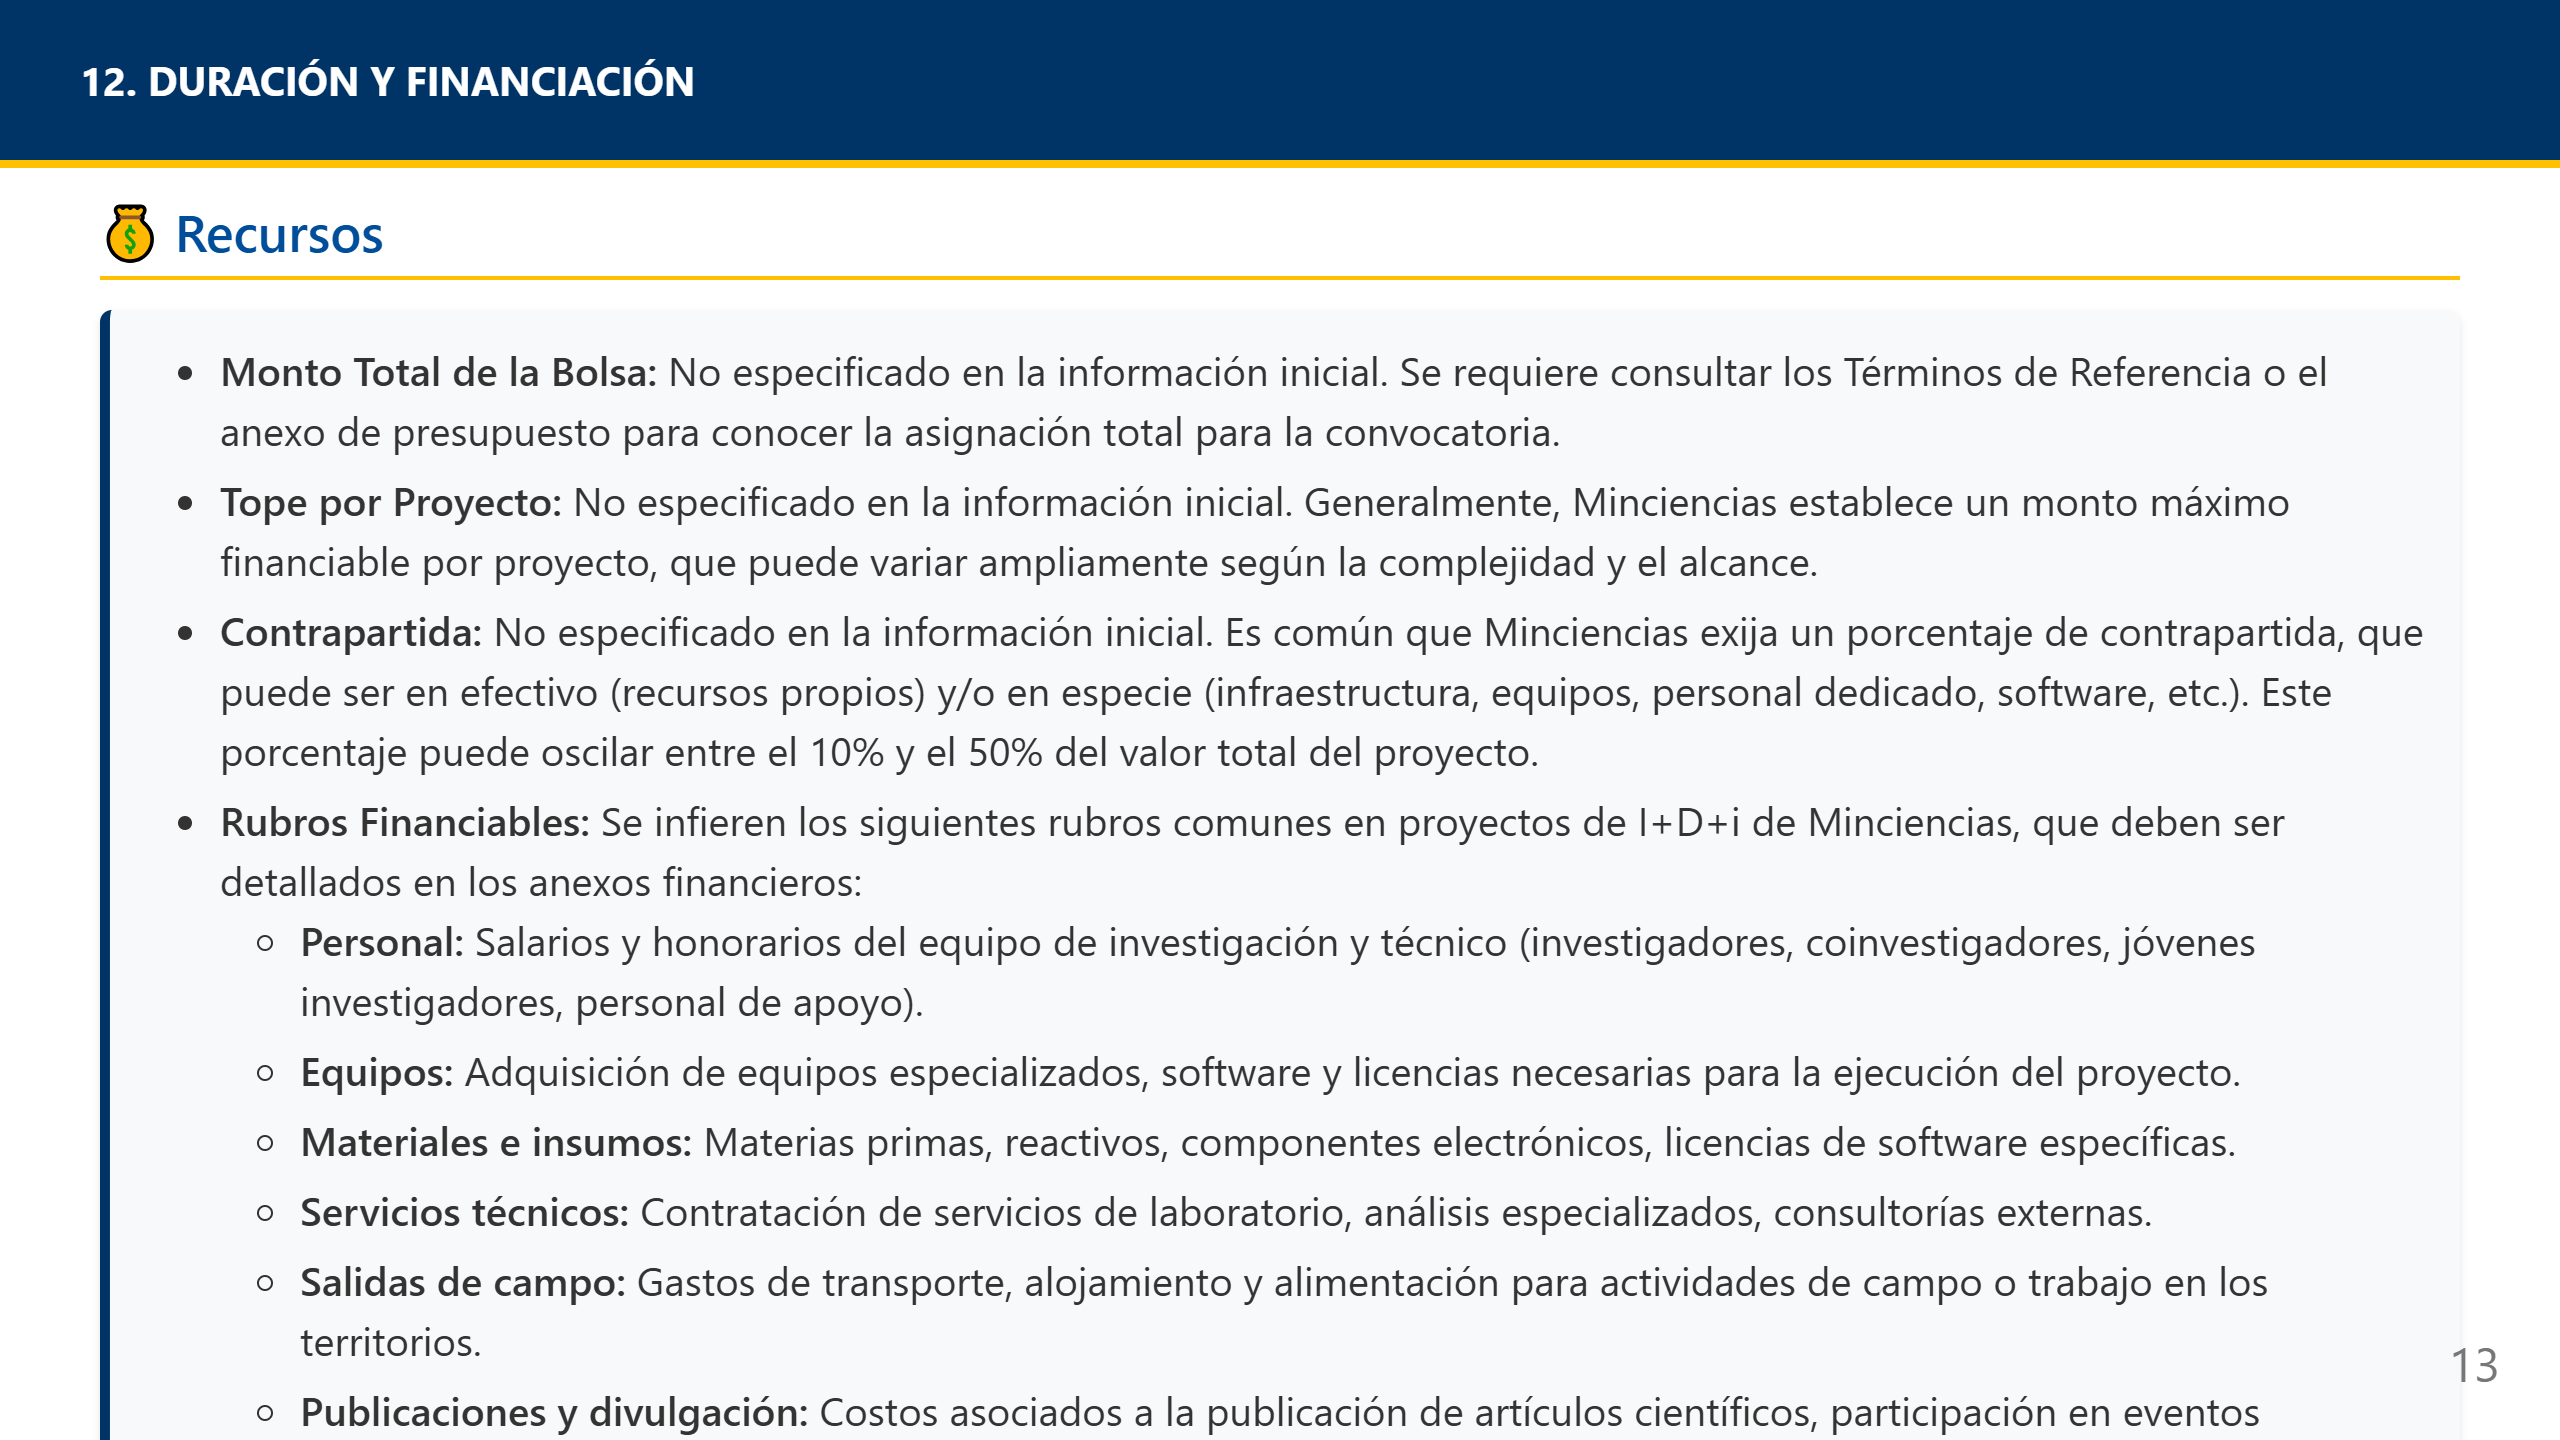 12. DURACIÓN Y FINANCIACIÓN
Recursos
• Monto Total de la Bolsa: No especificado en la información inicial. Se requiere consultar los Términos de Referencia o el
anexo de presupuesto para conocer la asignación total para la convocatoria.
• Tope por Proyecto: No especificado en la información inicial. Generalmente, Minciencias establece un monto máximo
financiable por proyecto, que puede variar ampliamente según la complejidad y el alcance.
• Contrapartida: No especificado en la información inicial. Es común que Minciencias exija un porcentaje de contrapartida, que
puede ser en efectivo (recursos propios) y/o en especie (infraestructura, equipos, personal dedicado, software, etc.). Este
porcentaje puede oscilar entre el 10% y el 50% del valor total del proyecto.
• Rubros Financiables: Se infieren los siguientes rubros comunes en proyectos de I+D+i de Minciencias, que deben ser
detallados en los anexos financieros:
○ Personal: Salarios y honorarios del equipo de investigación y técnico (investigadores, coinvestigadores, jóvenes
investigadores, personal de apoyo).
○ Equipos: Adquisición de equipos especializados, software y licencias necesarias para la ejecución del proyecto.
○ Materiales e insumos: Materias primas, reactivos, componentes electrónicos, licencias de software específicas.
○ Servicios técnicos: Contratación de servicios de laboratorio, análisis especializados, consultorías externas.
○ Salidas de campo: Gastos de transporte, alojamiento y alimentación para actividades de campo o trabajo en los
territorios.
○ Publicaciones y divulgación: Costos asociados a la publicación de artículos científicos, participación en eventos
13